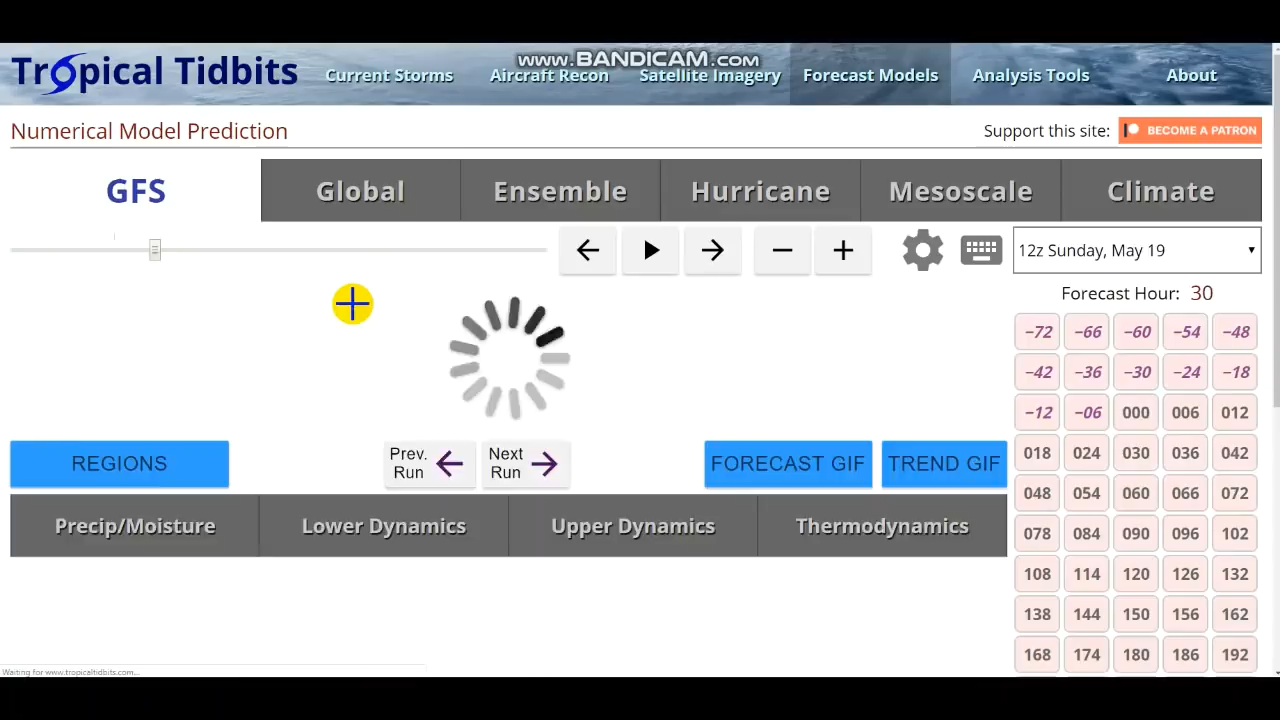 www.BANDICAM.com
Tropical Tidbits
Current Storms
Aircraft Recon
Satellite Imagery
Forecast Models
Analysis Tools
About
Numerical Model Prediction
Support this site:
BECOME A PATRON
GFS
Global
Ensemble
Hurricane
Mesoscale
Climate
12z Sunday, May 19
Forecast Hour: 30
−72 −66 −60 −54 −48
−42 −36 −30 −24 −18
−12 −06 000 006 012
018 024 030 036 042
048 054 060 066 072
078 084 090 096 102
108 114 120 126 132
138 144 150 156 162
168 174 180 186 192
REGIONS
Prev.
Run
Next
Run
FORECAST GIF
TREND GIF
Precip/Moisture
Lower Dynamics
Upper Dynamics
Thermodynamics
Waiting for www.tropicaltidbits.com...